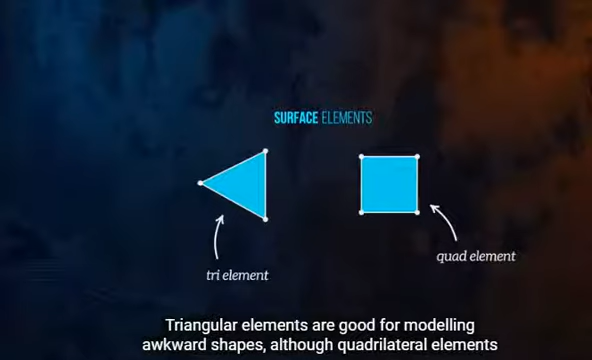 SURFACE ELEMENTS
tri element
quad element
Triangular elements are good for modelling
awkward shapes, although quadrilateral elements